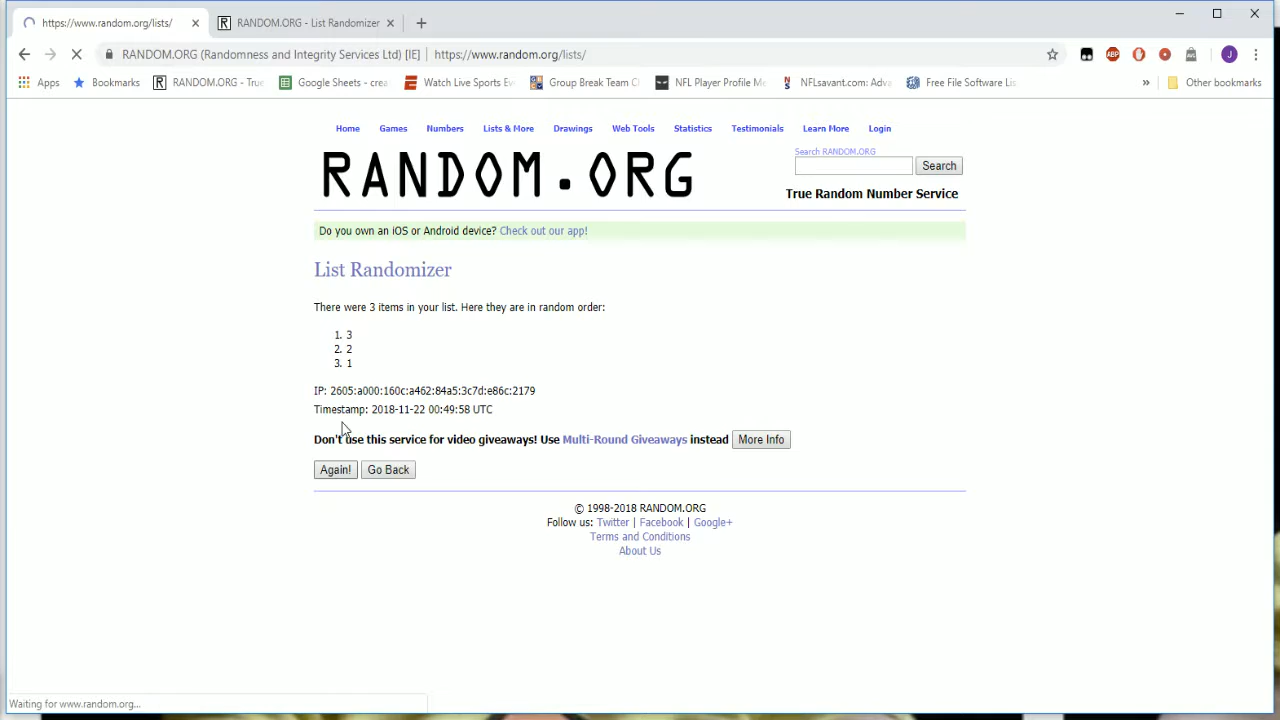 https://www.random.org/lists/
RANDOM.ORG - List Randomizer
RANDOM.ORG (Randomness and Integrity Services Ltd) [IE] | https://www.random.org/lists/
ABP
J
Apps Bookmarks RANDOM.ORG - Tru Google Sheets - crea Watch Live Sports Ev Group Break Team Cl NFL Player Profile Me NFLsavant.com: Adva Free File Software Lis » Other bookmarks
Home Games Numbers Lists & More Drawings Web Tools Statistics Testimonials Learn More Login
RANDOM.ORG
Search RANDOM.ORG
Search
True Random Number Service
Do you own an iOS or Android device? Check out our app!
List Randomizer
There were 3 items in your list. Here they are in random order:
1. 3
2. 2
3. 1
IP: 2605:a000:160c:a462:84a5:3c7d:e86c:2179
Timestamp: 2018-11-22 00:49:58 UTC
Don't use this service for video giveaways! Use Multi-Round Giveaways instead More Info
Again! Go Back
© 1998-2018 RANDOM.ORG
Follow us: Twitter | Facebook | Google+
Terms and Conditions
About Us
Waiting for www.random.org...